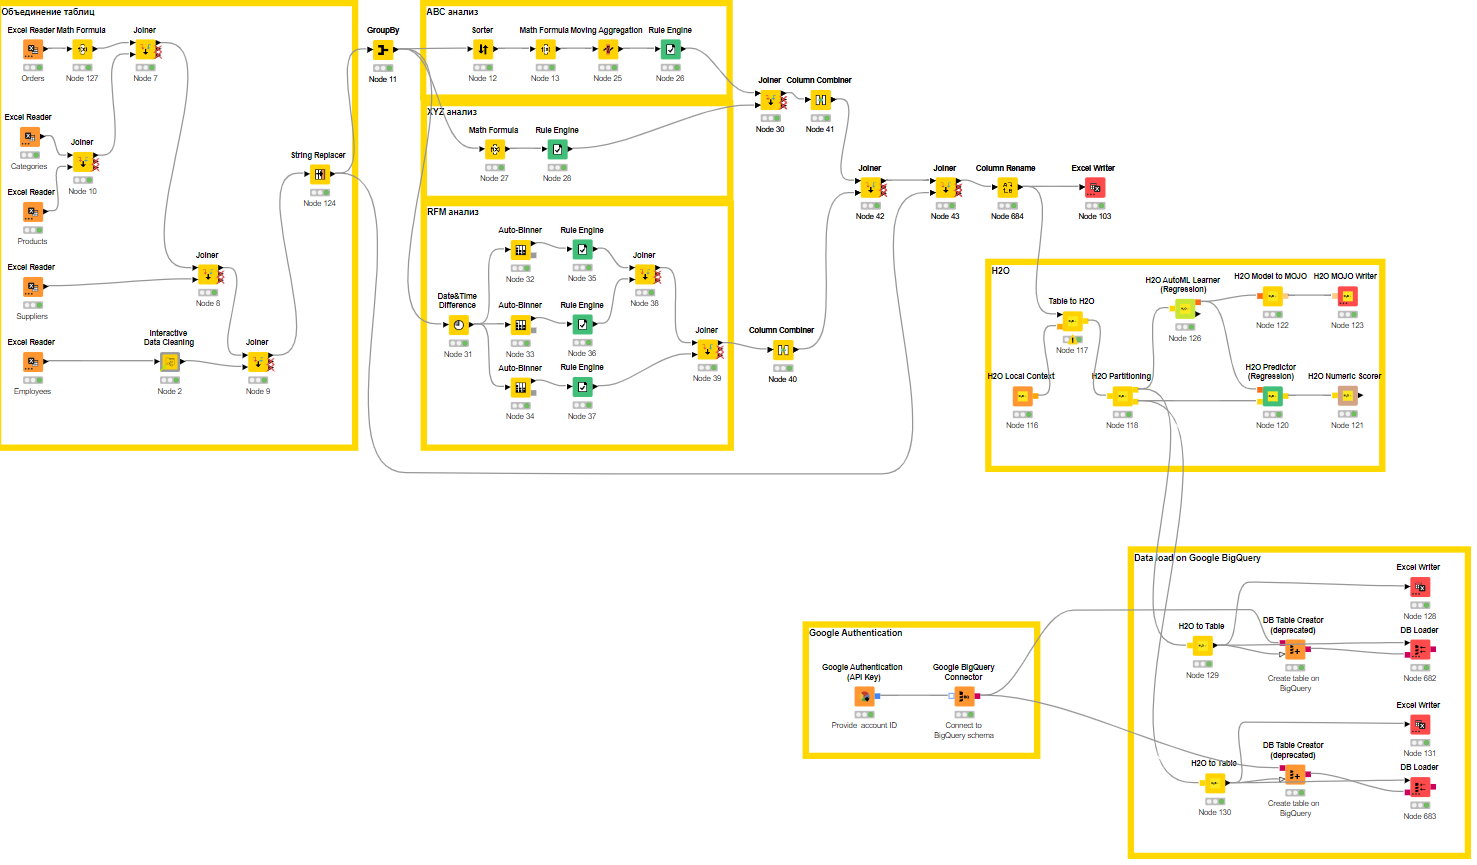 Объединение таблиц
Excel Reader
Orders
Math Formula
Node 127
Joiner
Node 7
Excel Reader
Categories
Joiner
Node 10
Excel Reader
Products
Excel Reader
Suppliers
Joiner
Node 8
Excel Reader
Employees
Interactive
Data Cleaning
Node 2
Joiner
Node 9
String Replacer
Node 124
GroupBy
Node 11
ABC анализ
Sorter
Node 12
Math Formula
Node 13
Moving Aggregation
Node 25
Rule Engine
Node 26
XYZ анализ
Math Formula
Node 27
Rule Engine
Node 28
RFM анализ
Date&Time
Difference
Node 31
Auto-Binner
Node 32
Rule Engine
Node 35
Auto-Binner
Node 33
Rule Engine
Node 36
Auto-Binner
Node 34
Rule Engine
Node 37
Joiner
Node 38
Joiner
Node 39
Column Combiner
Node 40
Joiner
Node 30
Column Combiner
Node 41
Joiner
Node 42
Joiner
Node 43
Column Rename
Node 684
Excel Writer
Node 103
H2O
Table to H2O
Node 117
H2O Local Context
Node 116
H2O Partitioning
Node 118
H2O AutoML Learner
(Regression)
Node 126
H2O Model to MOJO
Node 122
H2O MOJO Writer
Node 123
H2O Predictor
(Regression)
Node 120
H2O Numeric Scorer
Node 121
Google Authentication
Google Authentication
(API Key)
Provide account ID
Google BigQuery
Connector
Connect to
BigQuery schema
Data load on Google BigQuery
Excel Writer
Node 128
H2O to Table
Node 129
DB Table Creator
(deprecated)
Create table on
BigQuery
DB Loader
Node 682
Excel Writer
Node 131
H2O to Table
Node 130
DB Table Creator
(deprecated)
Create table on
BigQuery
DB Loader
Node 683